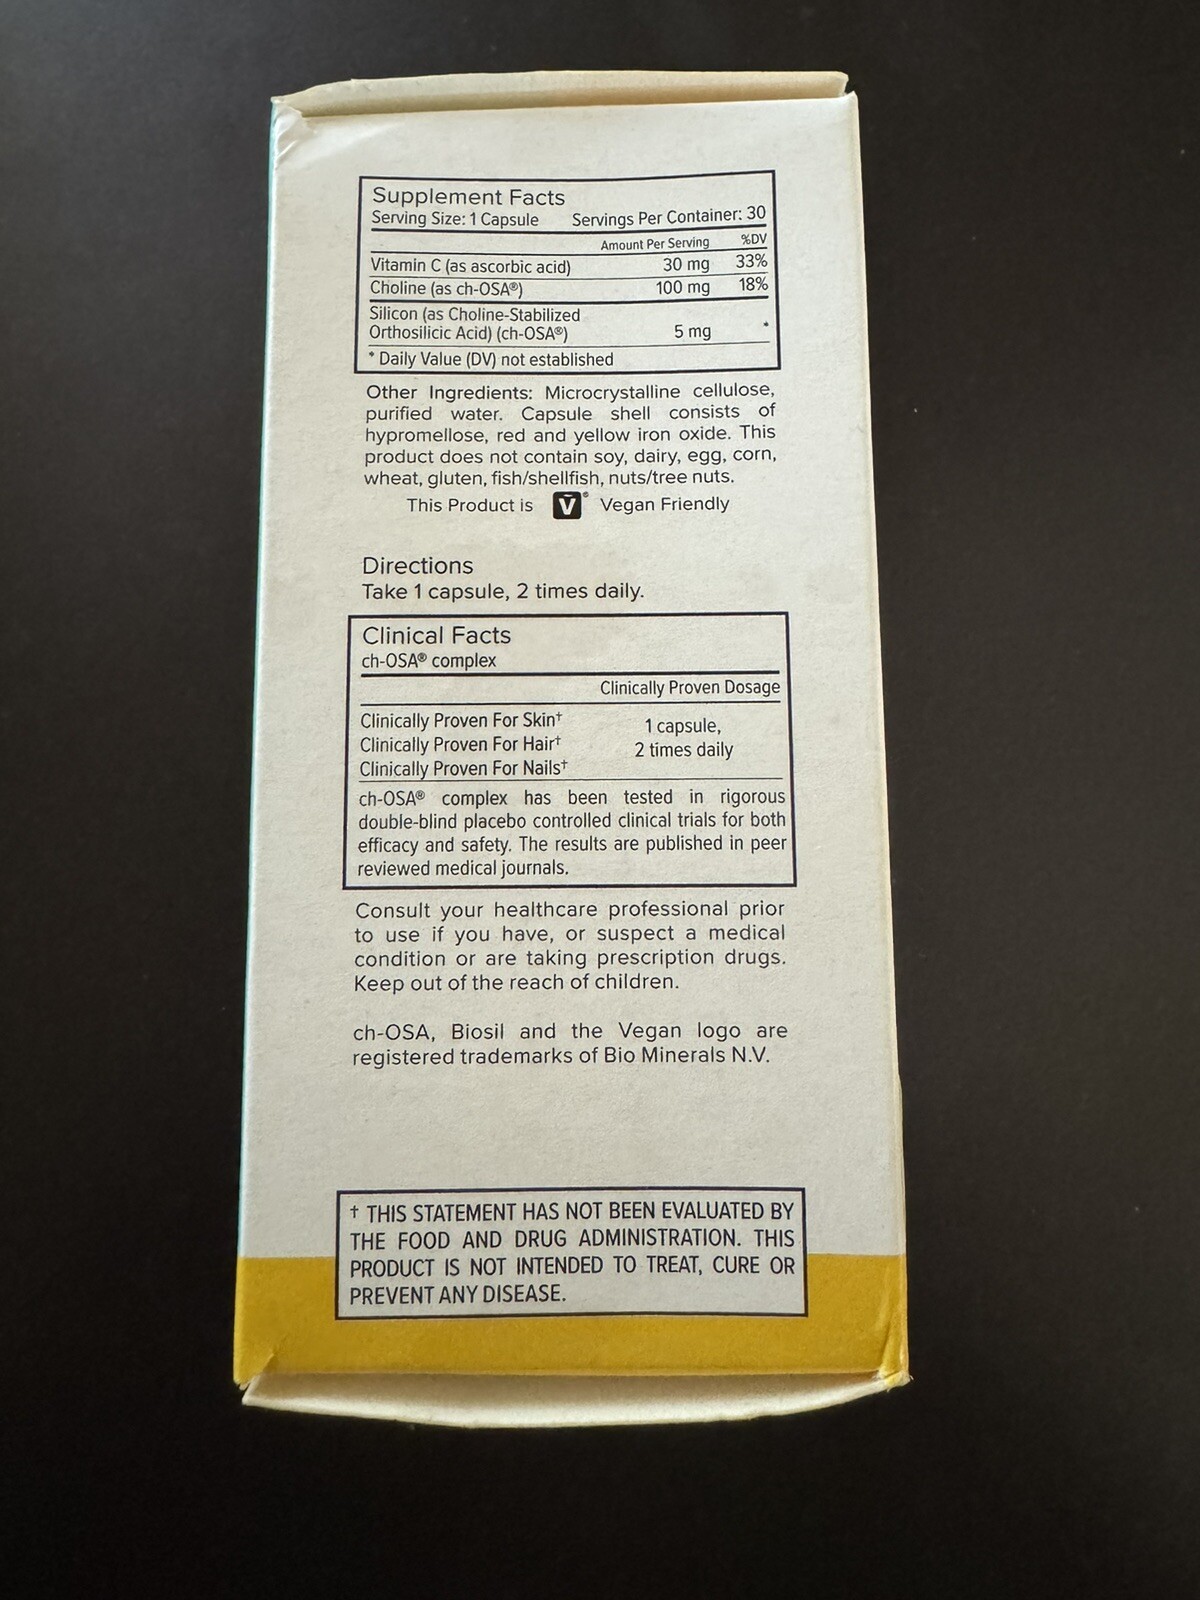 Supplement Facts
Serving Size: 1 Capsule Servings Per Container: 30
Amount Per Serving %DV
Vitamin C (as ascorbic acid) 30 mg 33%
Choline (as ch-OSA®) 100 mg 18%
Silicon (as Choline-Stabilized
Orthosilicic Acid) (ch-OSA®) 5 mg *
* Daily Value (DV) not established
Other Ingredients: Microcrystalline cellulose,
purified water. Capsule shell consists of
hypromellose, red and yellow iron oxide. This
product does not contain soy, dairy, egg, corn,
wheat, gluten, fish/shellfish, nuts/tree nuts.
This Product is V® Vegan Friendly
Directions
Take 1 capsule, 2 times daily.
Clinical Facts
ch-OSA® complex
Clinically Proven Dosage
Clinically Proven For Skin†
Clinically Proven For Hair†
Clinically Proven For Nails†
1 capsule,
2 times daily
ch-OSA® complex has been tested in rigorous
double-blind placebo controlled clinical trials for both
efficacy and safety. The results are published in peer
reviewed medical journals.
Consult your healthcare professional prior
to use if you have, or suspect a medical
condition or are taking prescription drugs.
Keep out of the reach of children.
ch-OSA, Biosil and the Vegan logo are
registered trademarks of Bio Minerals N.V.
† THIS STATEMENT HAS NOT BEEN EVALUATED BY
THE FOOD AND DRUG ADMINISTRATION. THIS
PRODUCT IS NOT INTENDED TO TREAT, CURE OR
PREVENT ANY DISEASE.